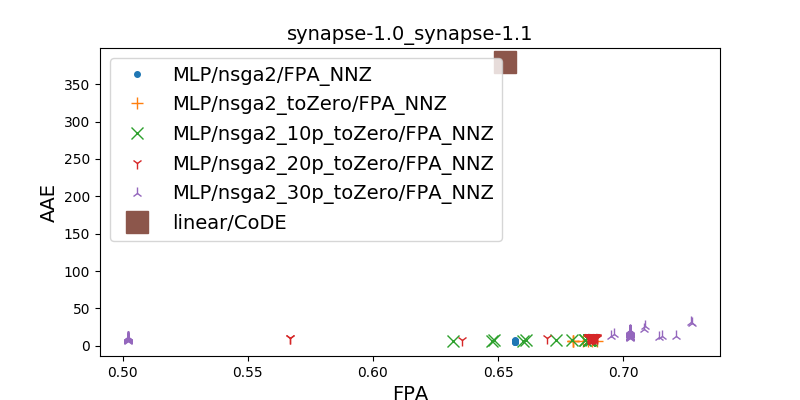 synapse-1.0_synapse-1.1
AAE
350
300
250
200
150
100
50
0
MLP/nsga2/FPA_NNZ
MLP/nsga2_toZero/FPA_NNZ
MLP/nsga2_10p_toZero/FPA_NNZ
MLP/nsga2_20p_toZero/FPA_NNZ
MLP/nsga2_30p_toZero/FPA_NNZ
linear/CoDE
0.50 0.55 0.60 0.65 0.70
FPA